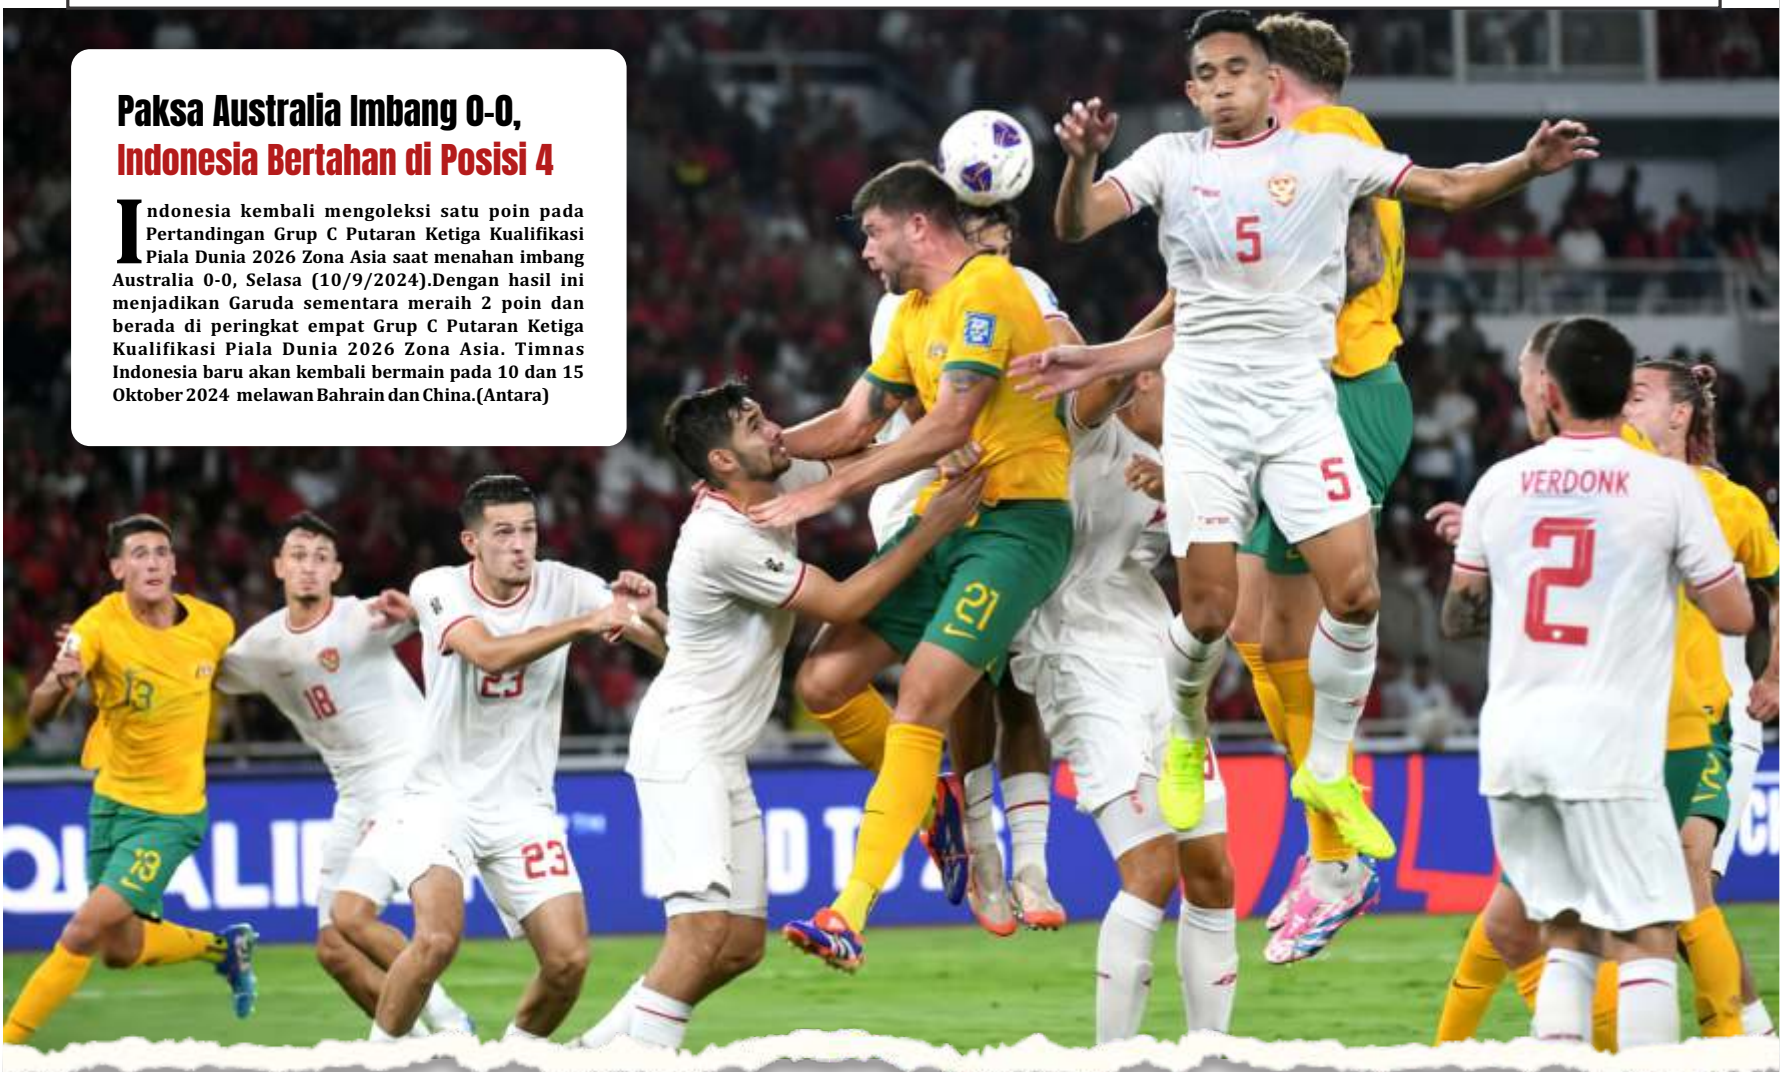 Paksa Australia Imbang 0-0,
Indonesia Bertahan di Posisi 4
Indonesia kembali mengoleksi satu poin pada
Pertandingan Grup C Putaran Ketiga Kualifikasi
Piala Dunia 2026 Zona Asia saat menahan imbang
Australia 0-0, Selasa (10/9/2024).Dengan hasil ini
menjadikan Garuda sementara meraih 2 poin dan
berada di peringkat empat Grup C Putaran Ketiga
Kualifikasi Piala Dunia 2026 Zona Asia. Timnas
Indonesia baru akan kembali bermain pada 10 dan 15
Oktober 2024 melawan Bahrain dan China.(Antara)
5
5
VERDONK
2
21
13
18
23
13
23